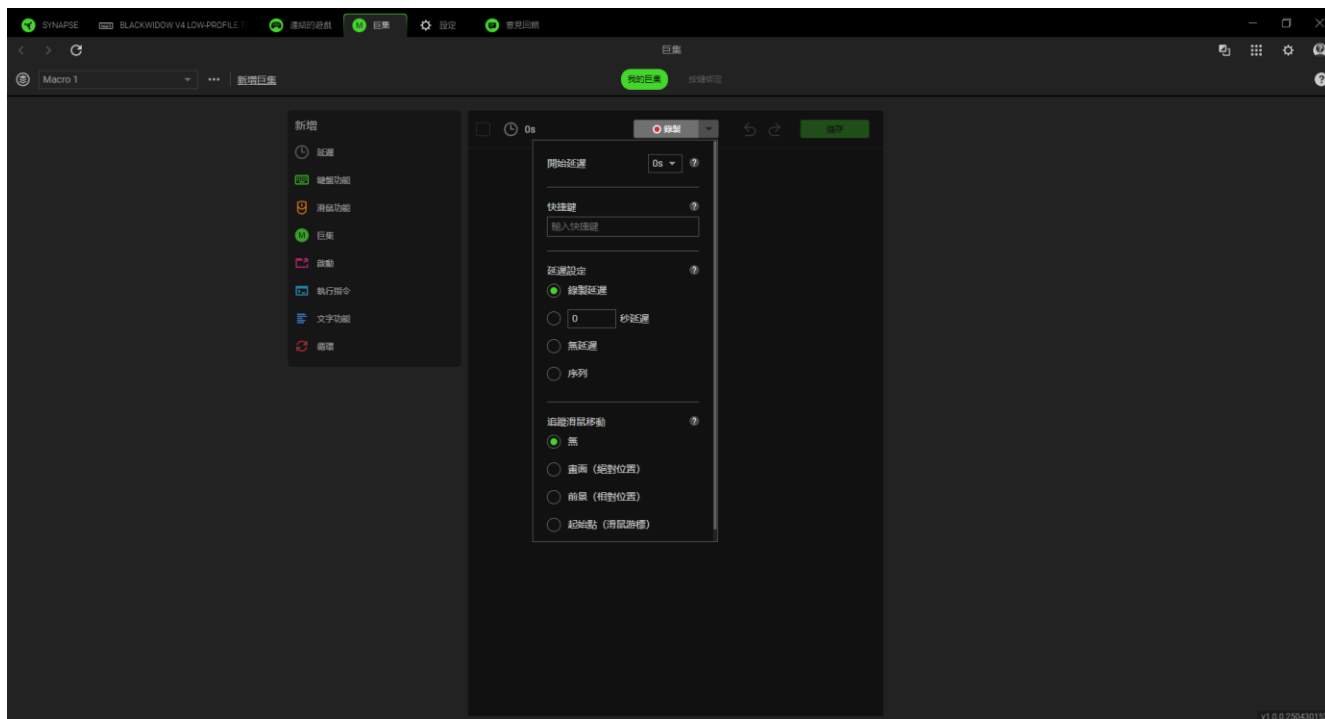 SYNAPSE
BLACKWIDOW V4 LOW-PROFILE T
連結的遊戲
巨集
設定
意見回饋
巨集
Macro 1
新增巨集
我的巨集
按鍵綁定
新增
延遲
鍵盤功能
滑鼠功能
巨集
啟動
執行指令
文字功能
循環
0s
錄製
儲存
開始延遲
0s
快捷鍵
輸入快捷鍵
延遲設定
錄製延遲
0 秒延遲
無延遲
序列
追蹤滑鼠移動
無
畫面（絕對位置）
前景（相對位置）
起始點（滑鼠游標）